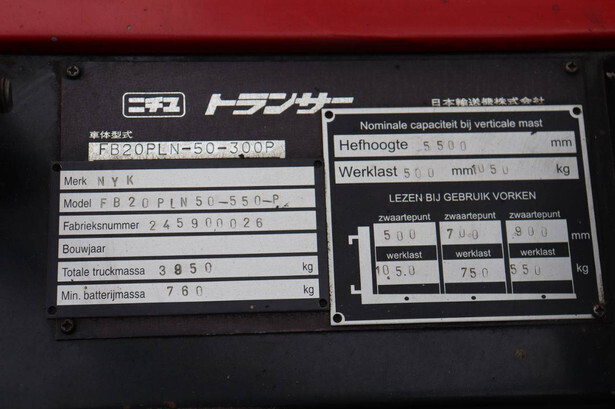 ニチユ トランサー 日本輸送機株式会社
車体型式
FB20PLN-50-300P
Merk NYK
Model FB20PLN50-550-P
Fabrieksnummer 245900026
Bouwjaar
Totale truckmassa 3850 kg
Min. batterijmassa 760 kg
Nominale capaciteit bij verticale mast
Hefhoogte 5500 mm
Werklast 500 mm 1050 kg
LEZEN BIJ GEBRUIK VORKEN
zwaartepunt zwaartepunt zwaartepunt
500 700 900 mm
werklast werklast werklast
1050 750 550 kg